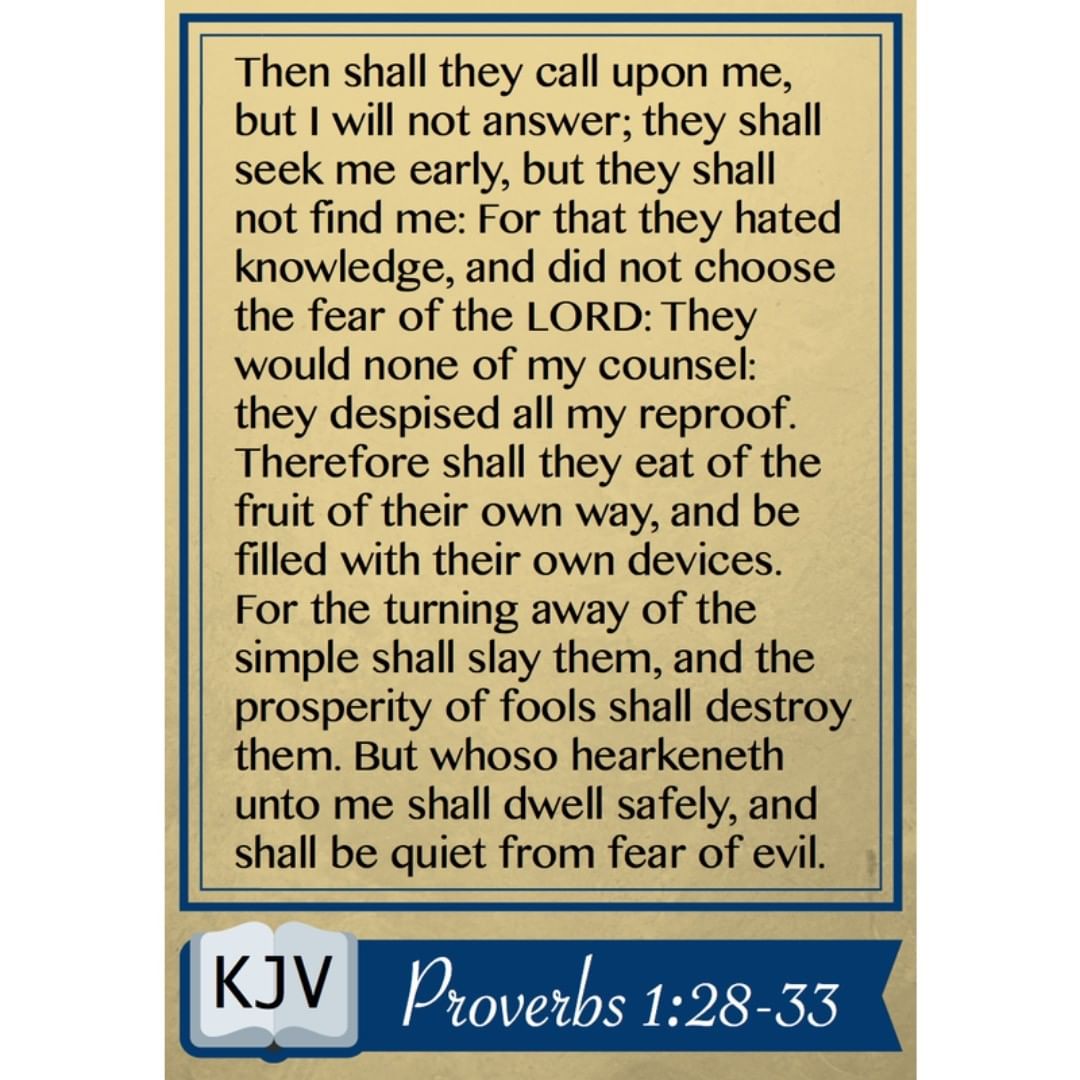 Then shall they call upon me,
but I will not answer; they shall
seek me early, but they shall
not find me: For that they hated
knowledge, and did not choose
the fear of the LORD: They
would none of my counsel:
they despised all my reproof.
Therefore shall they eat of the
fruit of their own way, and be
filled with their own devices.
For the turning away of the
simple shall slay them, and the
prosperity of fools shall destroy
them. But whoso hearkeneth
unto me shall dwell safely, and
shall be quiet from fear of evil.
KJV
Proverbs 1:28-33